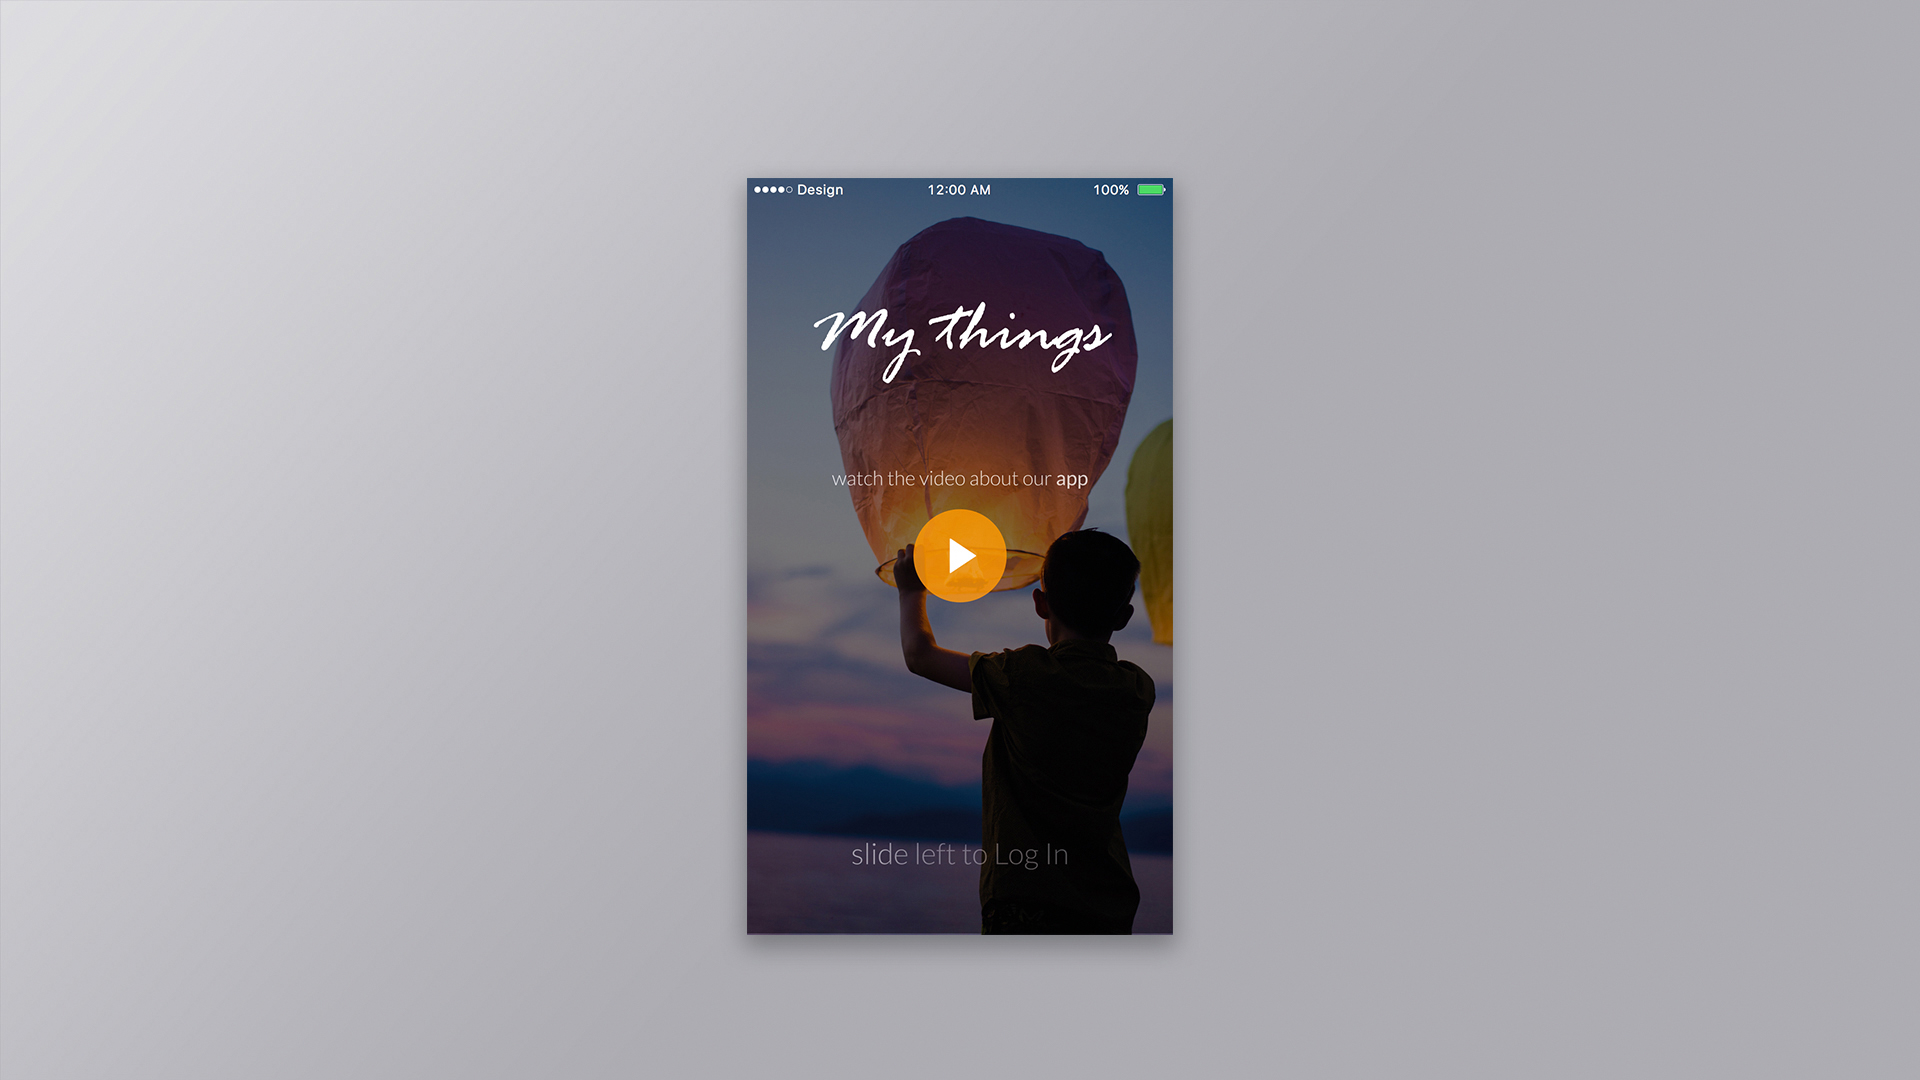 Design 12:00 AM 100%
My things
watch the video about our app
slide left to Log In